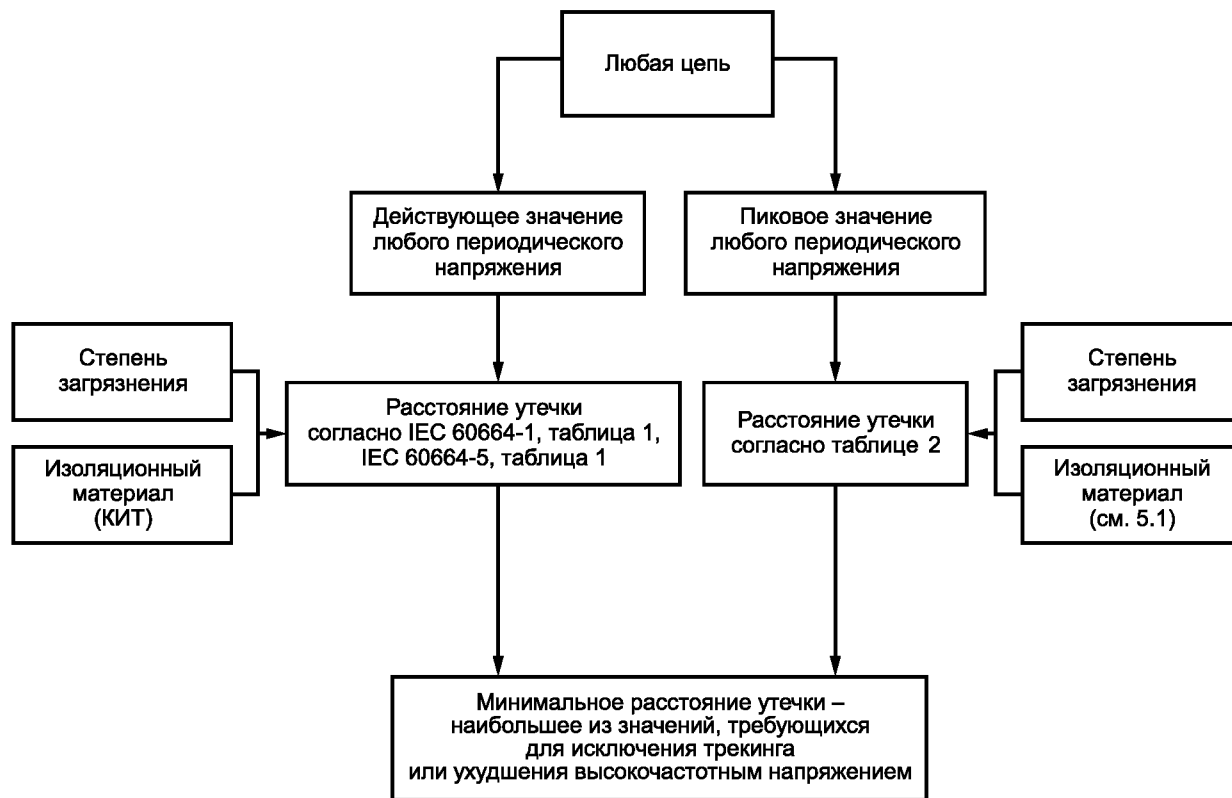 Любая цепь
Действующее значение
любого периодического
напряжения
Пиковое значение
любого периодического
напряжения
Степень
загрязнения
Изоляционный
материал
(КИТ)
Расстояние утечки
согласно IEC 60664-1, таблица 1,
IEC 60664-5, таблица 1
Расстояние утечки
согласно таблице 2
Степень
загрязнения
Изоляционный
материал
(см. 5.1)
Минимальное расстояние утечки –
наибольшее из значений, требующихся
для исключения трекинга
или ухудшения высокочастотным напряжением